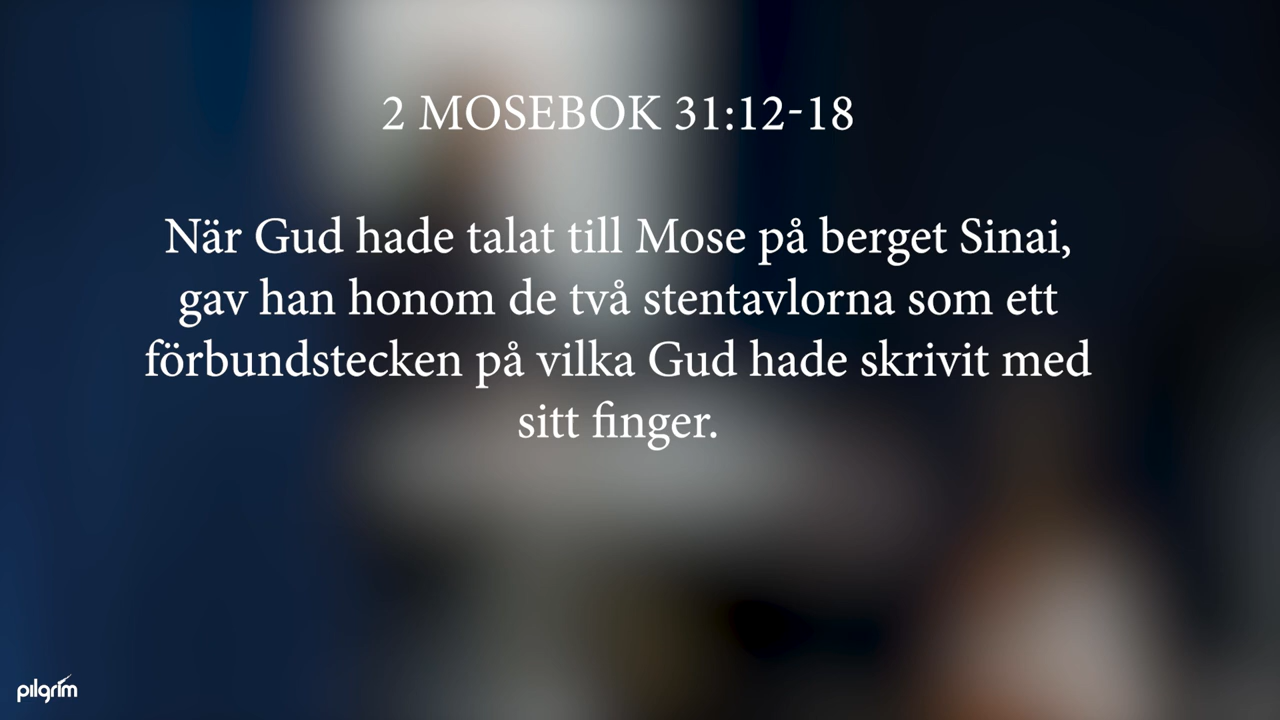 2 MOSEBOK 31:12-18
När Gud hade talat till Mose på berget Sinai,
gav han honom de två stentavlorna som ett
förbundstecken på vilka Gud hade skrivit med
sitt finger.
pilgrim